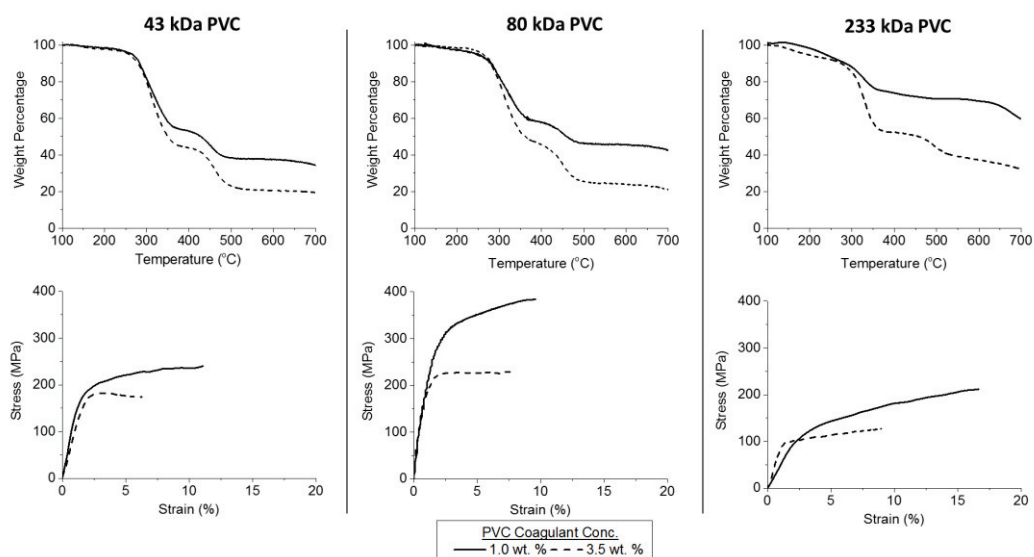 43 kDa PVC
80 kDa PVC
233 kDa PVC
Weight Percentage
100
80
60
40
20
0
100 200 300 400 500 600 700
Temperature (°C)
Weight Percentage
100
80
60
40
20
0
100 200 300 400 500 600 700
Temperature (°C)
Weight Percentage
100
80
60
40
20
0
100 200 300 400 500 600 700
Temperature (°C)
Stress (MPa)
400
300
200
100
0
0 5 10 15 20
Strain (%)
Stress (MPa)
400
300
200
100
0
0 5 10 15 20
Strain (%)
Stress (MPa)
400
300
200
100
0
0 5 10 15 20
Strain (%)
PVC Coagulant Conc.
1.0 wt. % 3.5 wt. %